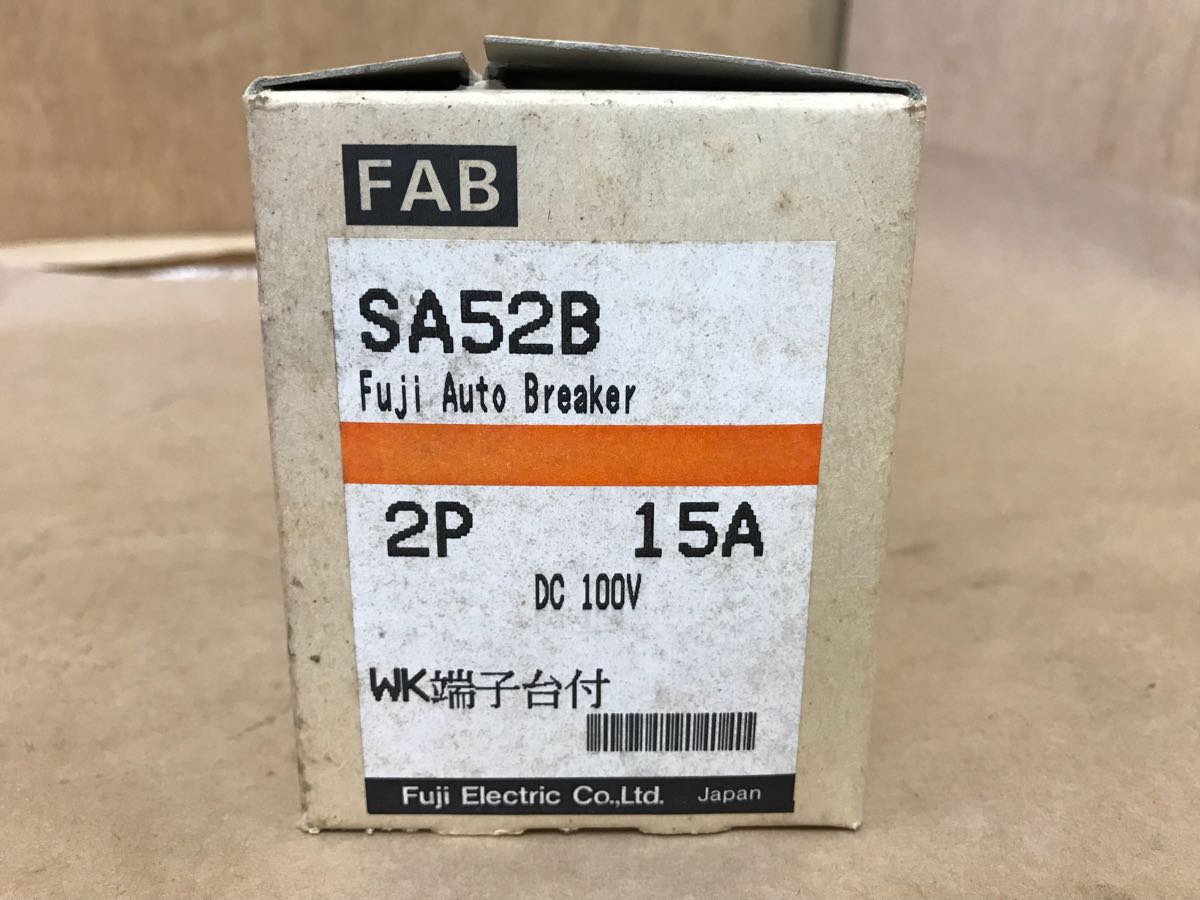 FAB
SA52B
Fuji Auto Breaker
2P 15A
DC 100V
WK端子台付
Fuji Electric Co.,Ltd. Japan